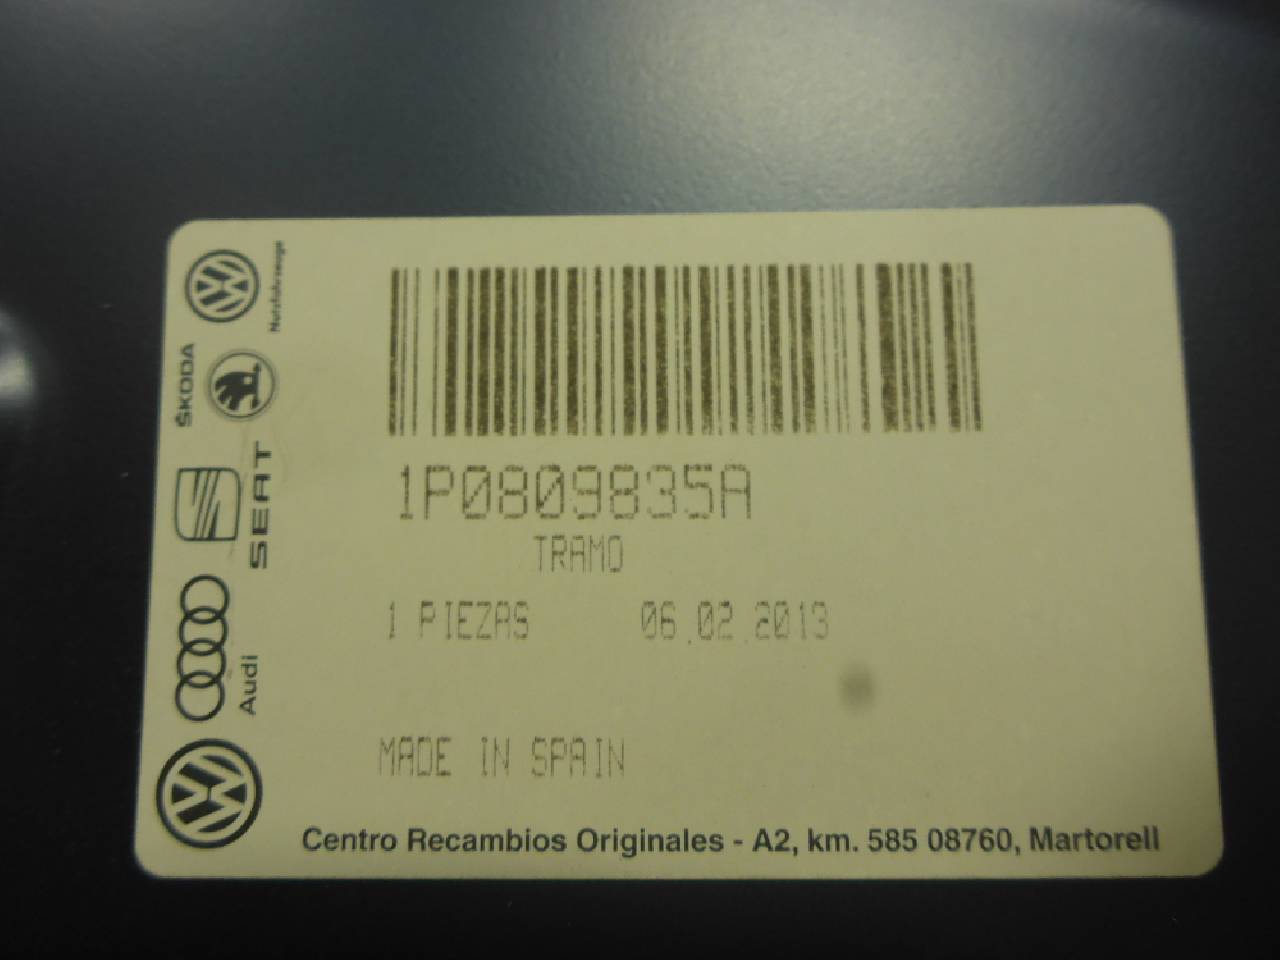 1P0809835A
TRAMO
1 PIEZAS 06.02.2013
MADE IN SPAIN
Centro Recambios Originales - A2, km. 585 08760, Martorell
Nutzfahrzeuge
ŠKODA
SEAT
Audi